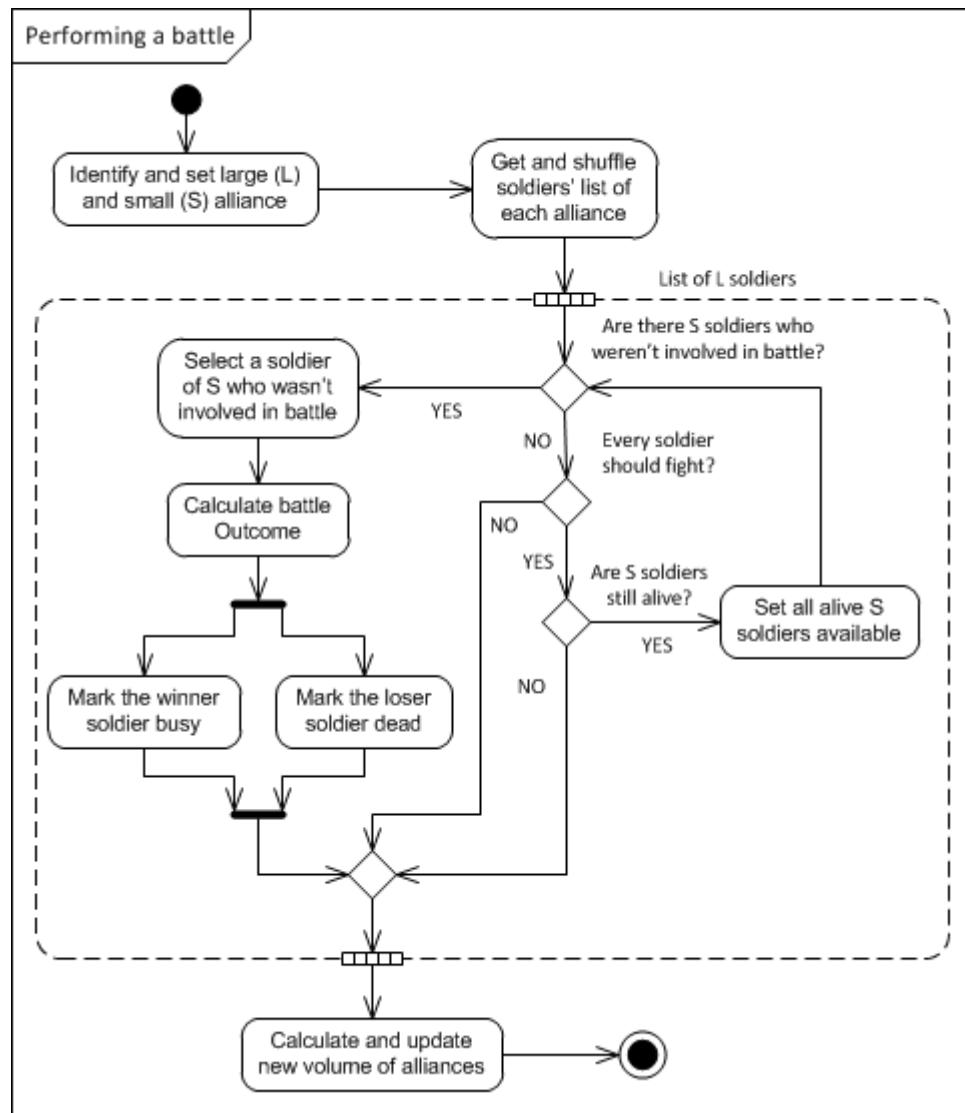 Performing a battle
Identify and set large (L)
and small (S) alliance
Get and shuffle
soldiers' list of
each alliance
List of L soldiers
Are there S soldiers who
weren't involved in battle?
Select a soldier
of S who wasn't
involved in battle
YES
NO
Every soldier
should fight?
Calculate battle
Outcome
NO
YES
Are S soldiers
still alive?
Set all alive S
soldiers available
YES
NO
Mark the winner
soldier busy
Mark the loser
soldier dead
Calculate and update
new volume of alliances